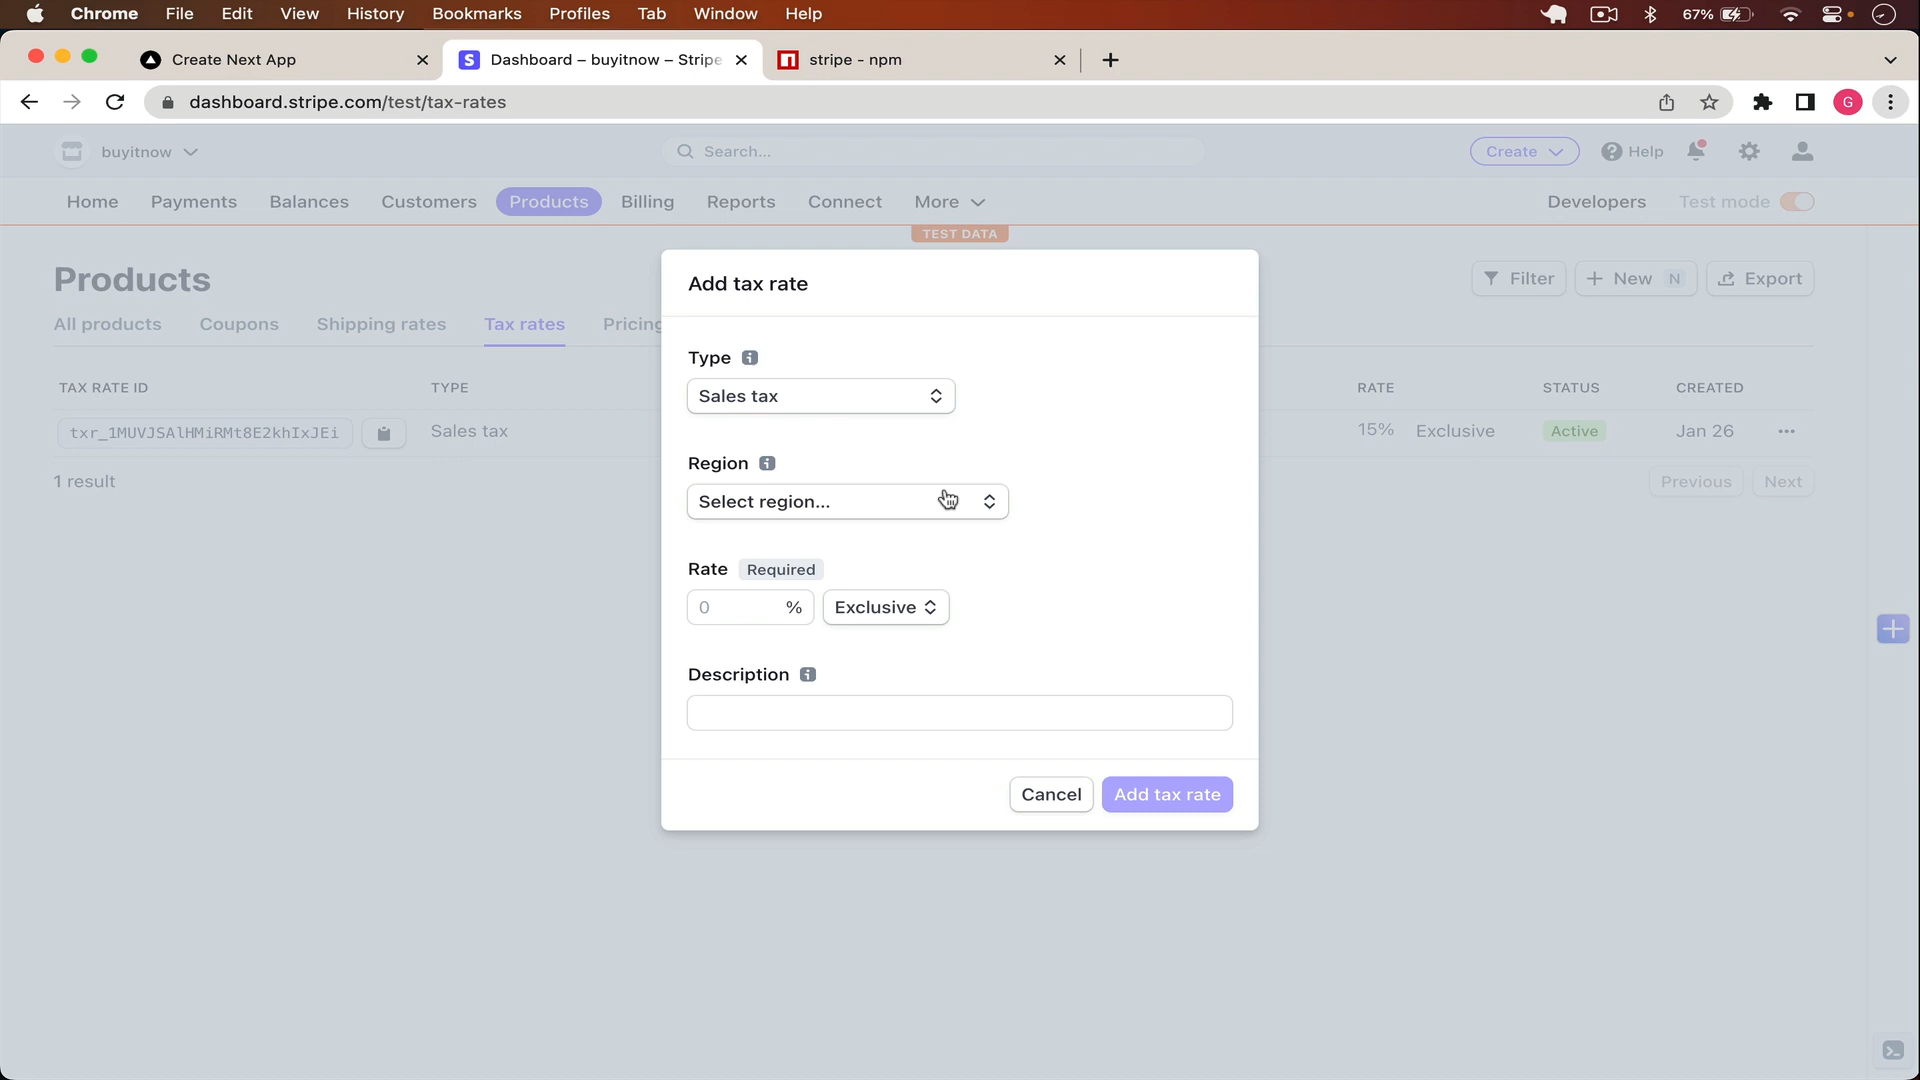 Chrome File Edit View History Bookmarks Profiles Tab Window Help 67%
Create Next App Dashboard – buyitnow – Stripe stripe - npm
dashboard.stripe.com/test/tax-rates G
buyitnow Search... Create Help
Home Payments Balances Customers Products Billing Reports Connect More Developers Test mode
TEST DATA
Products Filter + New N Export
All products Coupons Shipping rates Tax rates Pricing
TAX RATE ID TYPE RATE STATUS CREATED
txr_1MUVJSAlHMiRMt8E2khIxJEi Sales tax 15% Exclusive Active Jan 26
1 result Previous Next
Add tax rate
Type
Sales tax
Region
Select region...
Rate Required
0 % Exclusive
Description
Cancel Add tax rate